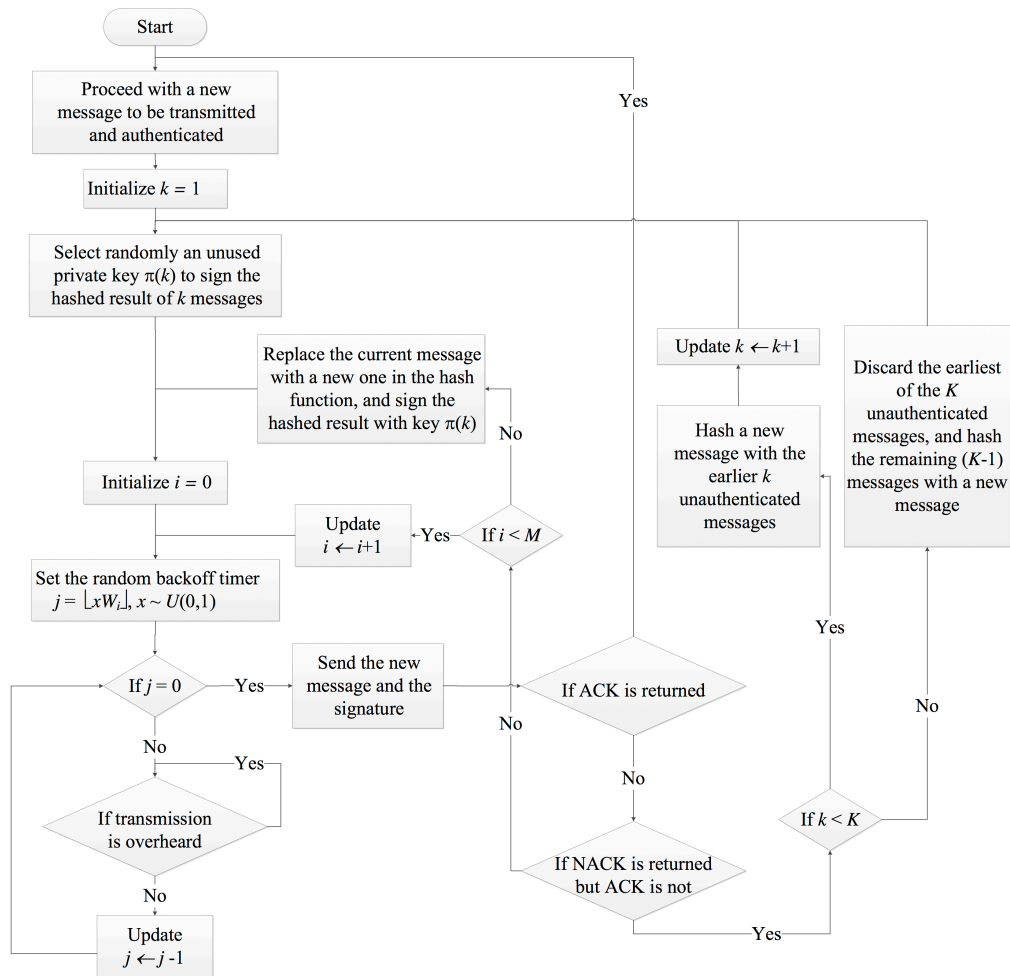 Start
Proceed with a new
message to be transmitted
and authenticated
Yes
Initialize k = 1
Select randomly an unused
private key π(k) to sign the
hashed result of k messages
Replace the current message
with a new one in the hash
function, and sign the
hashed result with key π(k)
Update k ← k+1
Discard the earliest
of the K
unauthenticated
messages, and hash
the remaining (K-1)
messages with a new
message
Hash a new
message with the
earlier k
unauthenticated
messages
No
Initialize i = 0
Update
i ← i+1
Yes
If i < M
Set the random backoff timer
j = ⌊xWᵢ⌋, x ~ U(0,1)
Yes
If j = 0
Yes
Send the new
message and the
signature
If ACK is returned
No
No
No
Yes
No
If transmission
is overheard
If NACK is returned
but ACK is not
If k < K
No
Yes
Update
j ← j -1